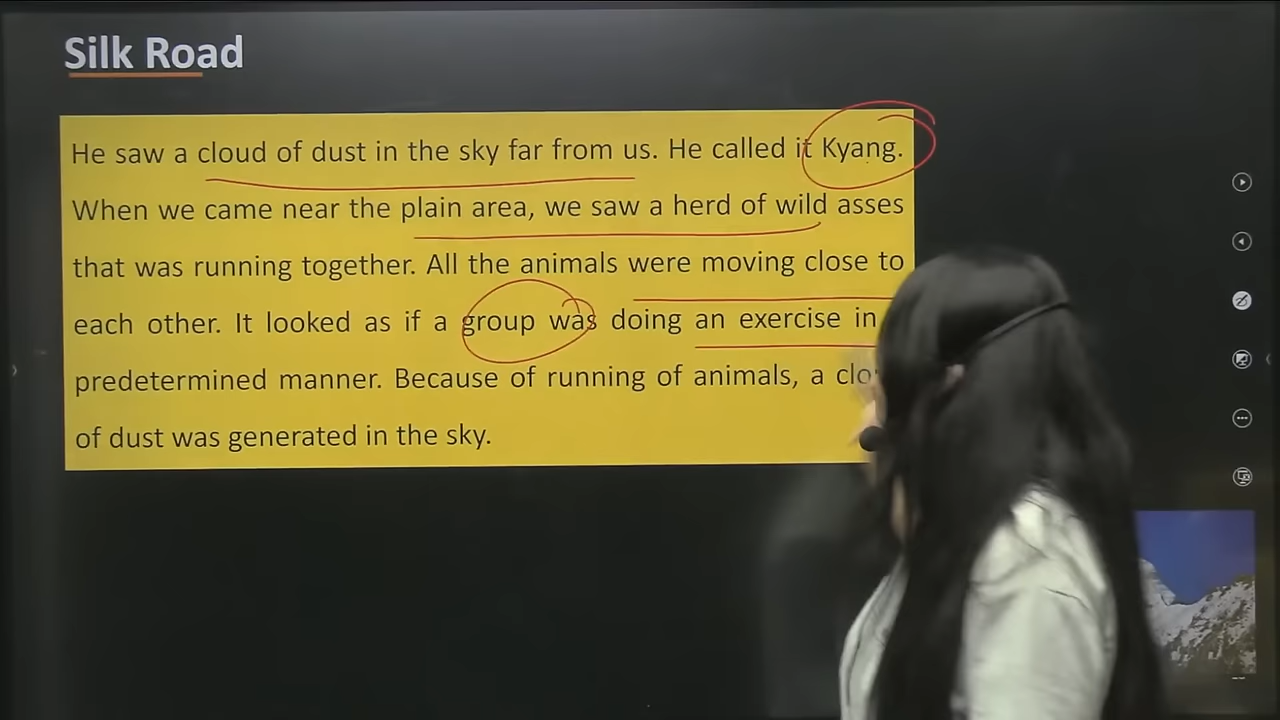 Silk Road
He saw a cloud of dust in the sky far from us. He called it Kyang.
When we came near the plain area, we saw a herd of wild asses
that was running together. All the animals were moving close to
each other. It looked as if a group was doing an exercise in
predetermined manner. Because of running of animals, a
of dust was generated in the sky.